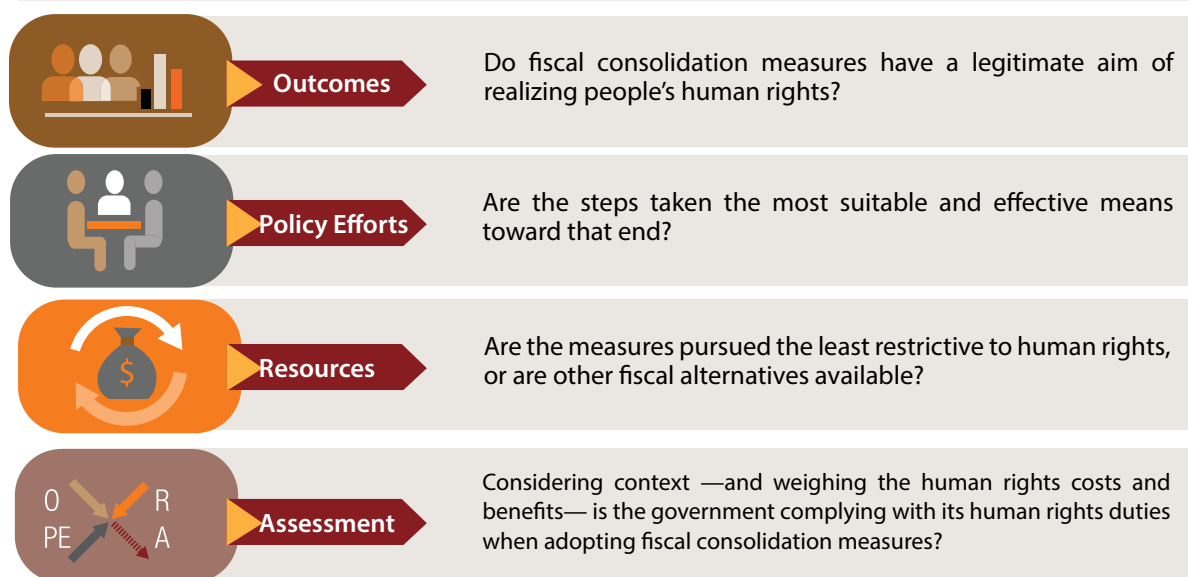 Outcomes
Do fiscal consolidation measures have a legitimate aim of
realizing people's human rights?
Policy Efforts
Are the steps taken the most suitable and effective means
toward that end?
$
Resources
Are the measures pursued the least restrictive to human rights,
or are other fiscal alternatives available?
O R
PE A
Assessment
Considering context —and weighing the human rights costs and
benefits— is the government complying with its human rights duties
when adopting fiscal consolidation measures?